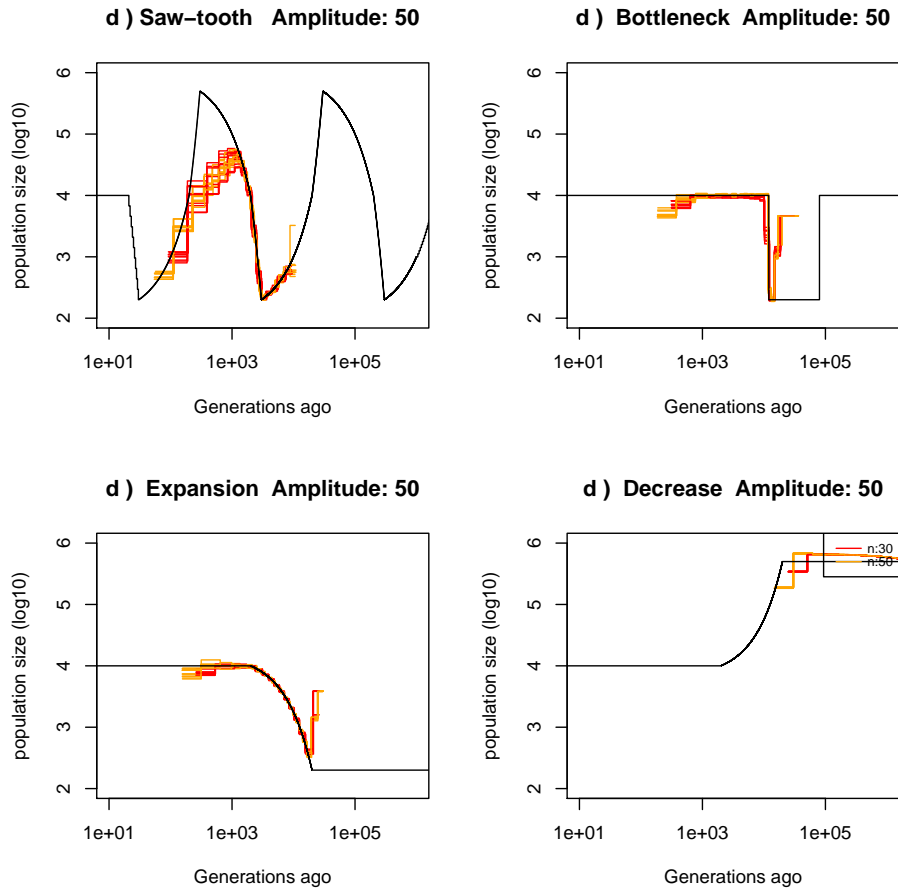 d ) Saw−tooth Amplitude: 50
d ) Bottleneck Amplitude: 50
population size (log10)
6
5
4
3
2
1e+01 1e+03 1e+05
Generations ago
population size (log10)
6
5
4
3
2
1e+01 1e+03 1e+05
Generations ago
d ) Expansion Amplitude: 50
d ) Decrease Amplitude: 50
population size (log10)
6
5
4
3
2
1e+01 1e+03 1e+05
Generations ago
population size (log10)
6
5
4
3
2
n:30
n:50
1e+01 1e+03 1e+05
Generations ago